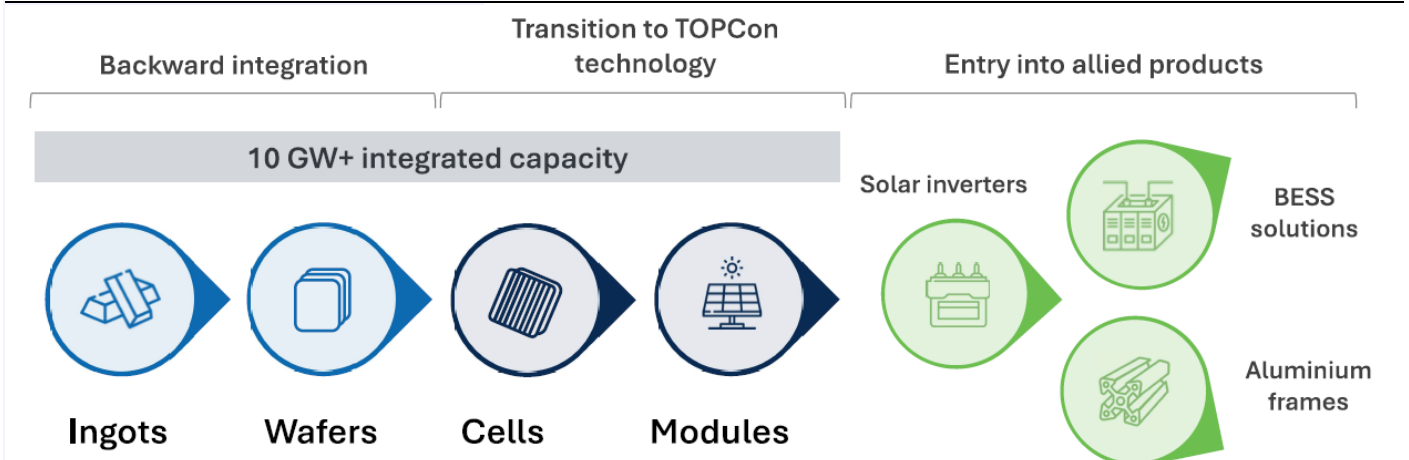 Backward integration
Transition to TOPCon
technology
Entry into allied products
10 GW+ integrated capacity
Solar inverters
BESS
solutions
Aluminium
frames
Ingots
Wafers
Cells
Modules